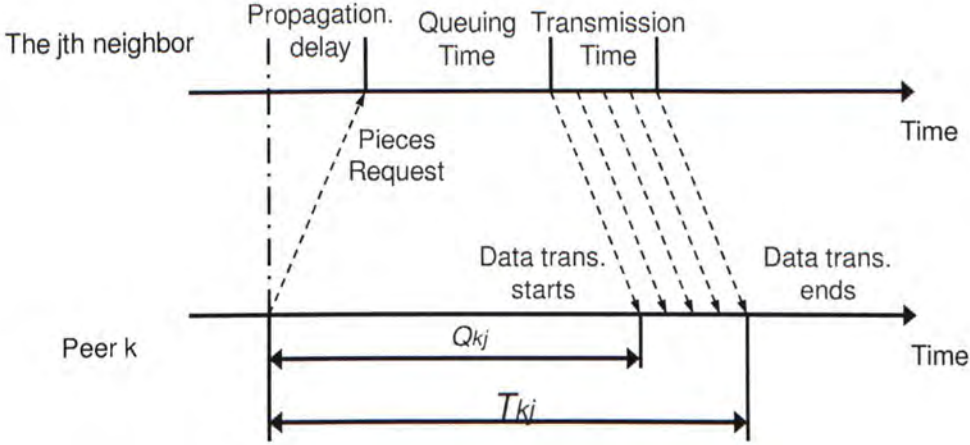 Propagation.
delay
The jth neighbor
Queuing
Time
Transmission
Time
Time
Pieces
Request
Data trans.
starts
Data trans.
ends
Peer k
Qkj
Time
Tkj